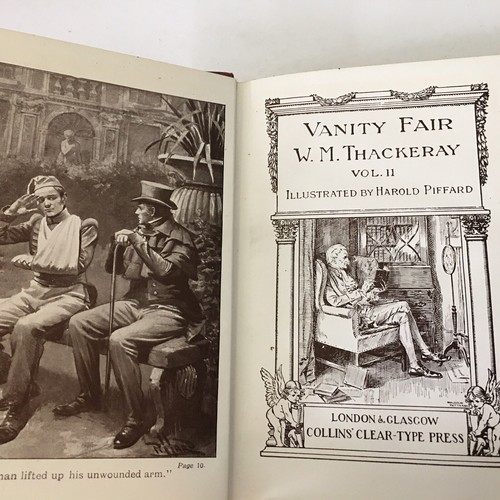 Page 10.
man lifted up his unwounded arm."
VANITY FAIR
W. M. THACKERAY
VOL. II
ILLUSTRATED BY HAROLD PIFFARD
LONDON & GLASGOW
COLLINS' CLEAR-TYPE PRESS